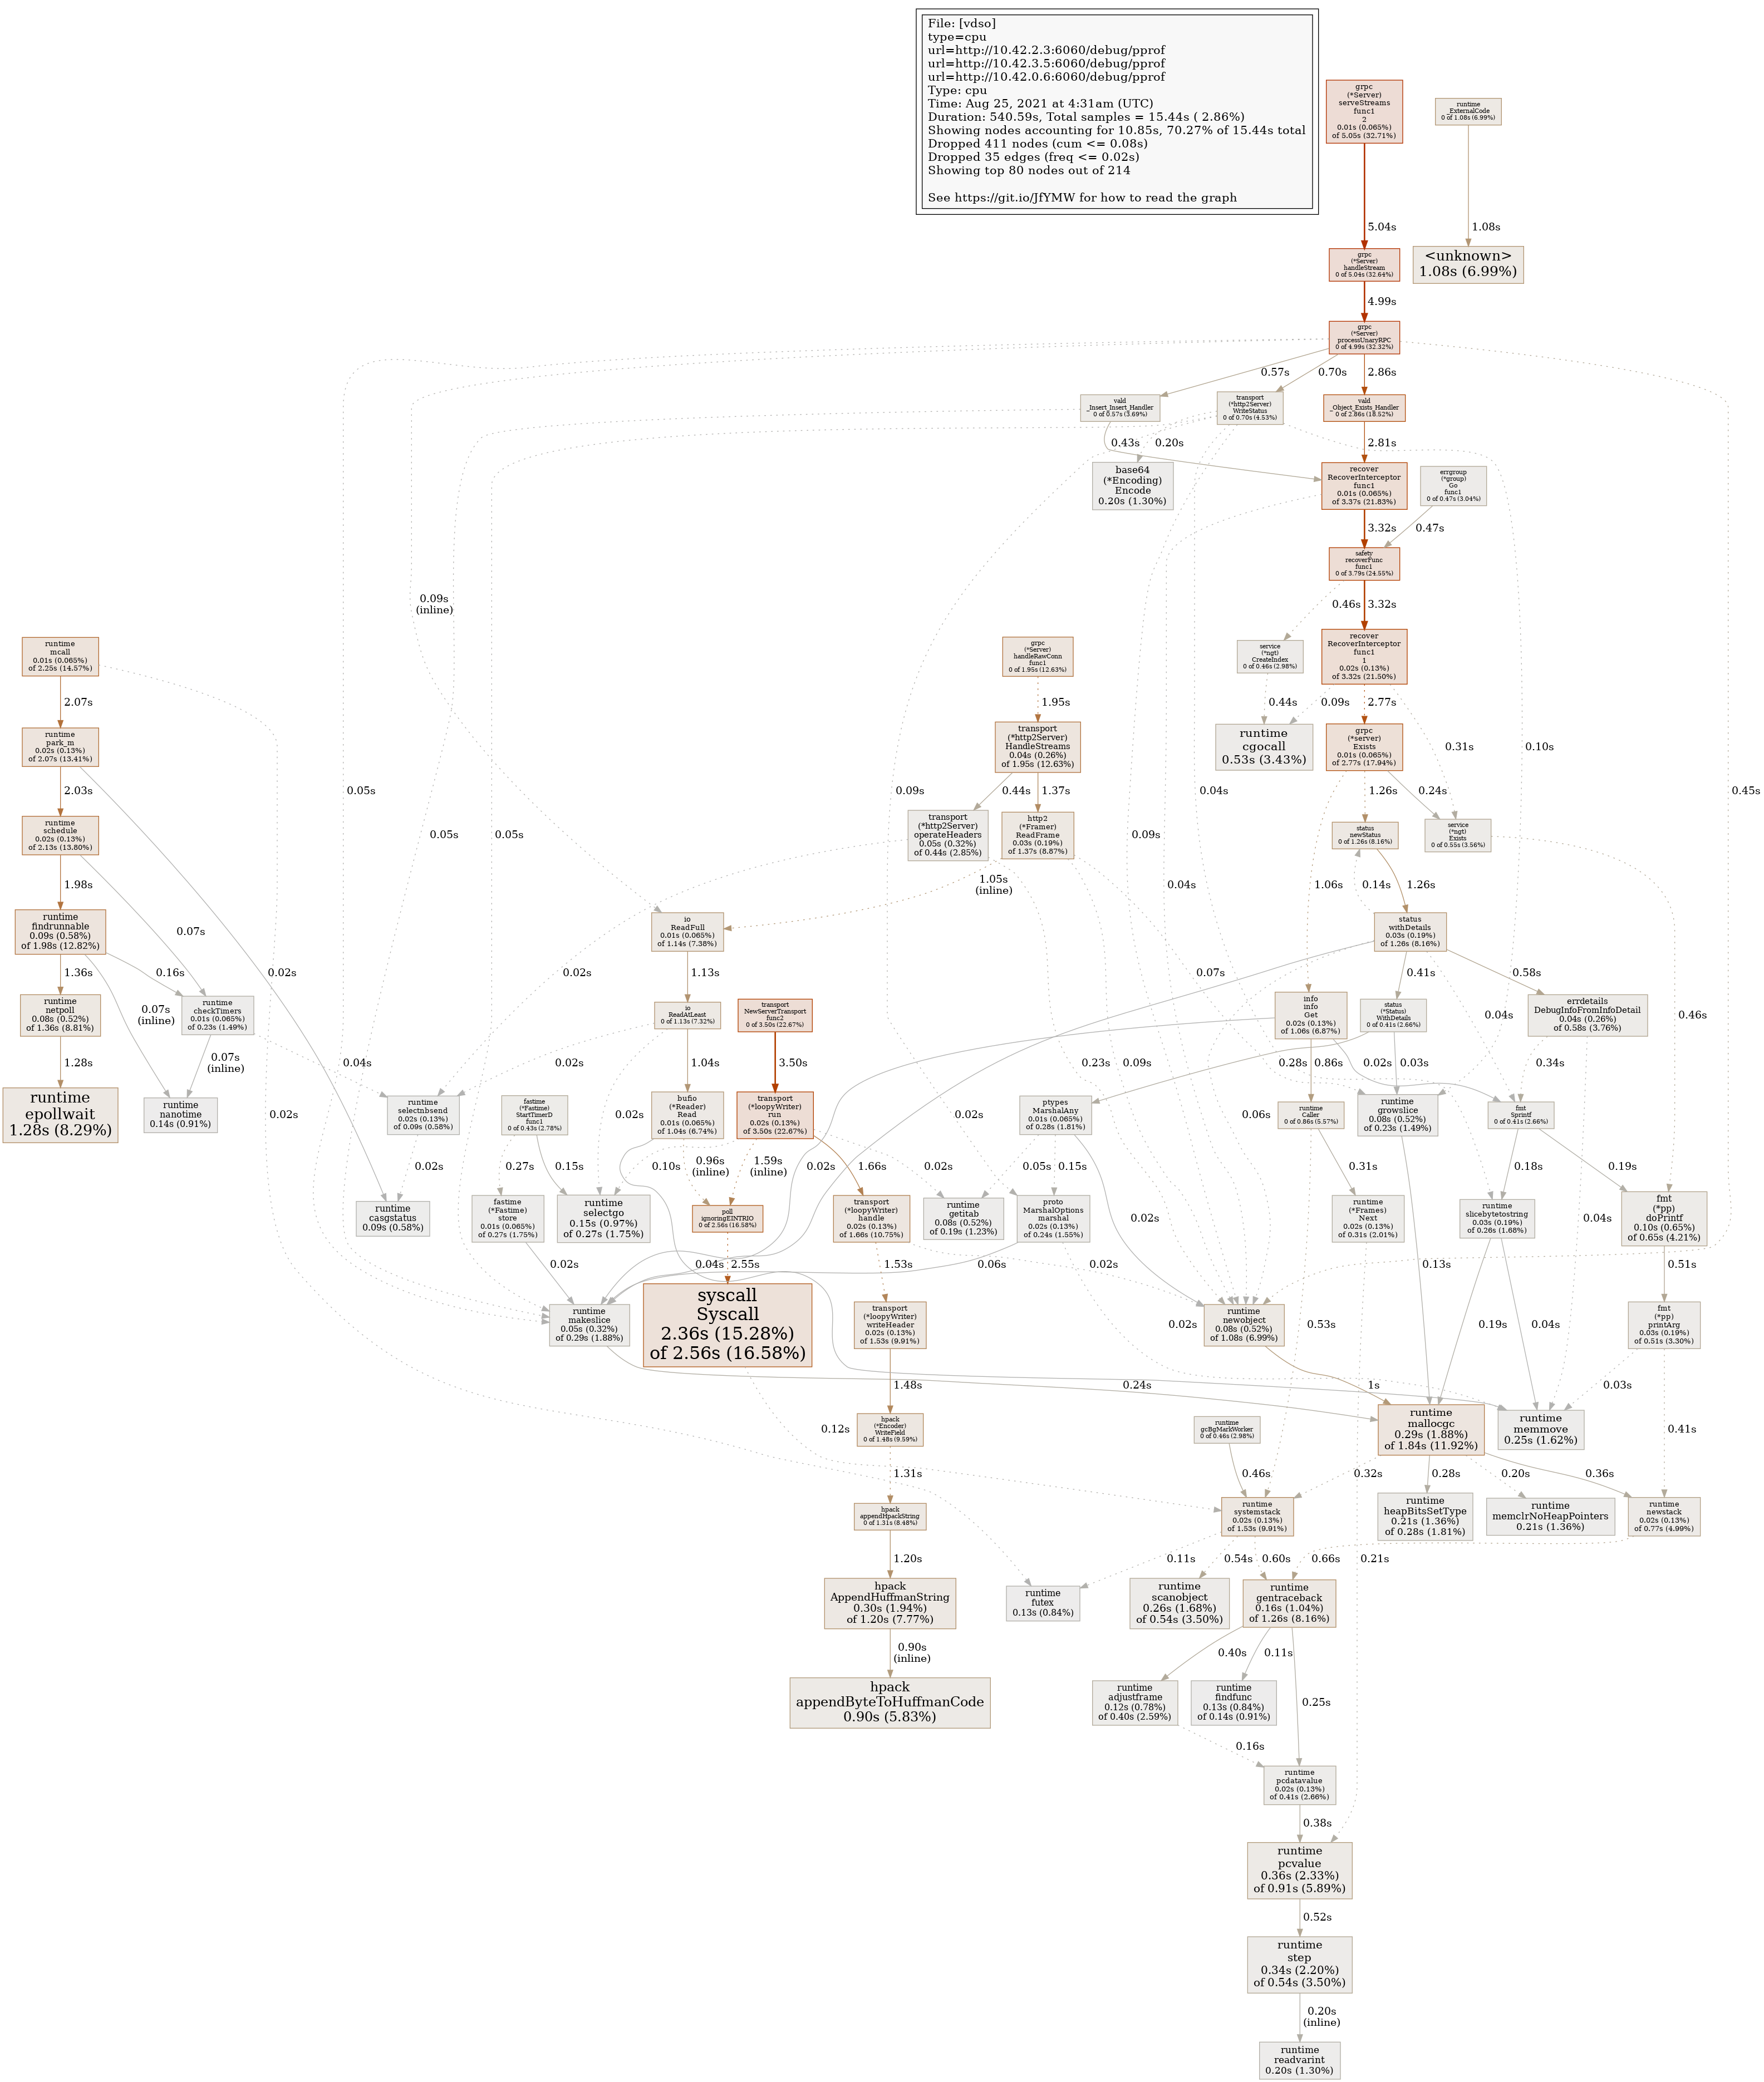 File: [vdso]
type=cpu
url=http://10.42.2.3:6060/debug/pprof
url=http://10.42.3.5:6060/debug/pprof
url=http://10.42.0.6:6060/debug/pprof
Type: cpu
Time: Aug 25, 2021 at 4:31am (UTC)
Duration: 540.59s, Total samples = 15.44s ( 2.86%)
Showing nodes accounting for 10.85s, 70.27% of 15.44s total
Dropped 411 nodes (cum <= 0.08s)
Dropped 35 edges (freq <= 0.02s)
Showing top 80 nodes out of 214
See https://git.io/JfYMW for how to read the graph
grpc
(*Server)
serveStreams
func1
2
0.01s (0.065%)
of 5.05s (32.71%)
runtime
_ExternalCode
0 of 1.08s (6.99%)
5.04s
1.08s
grpc
(*Server)
handleStream
0 of 5.04s (32.64%)
<unknown>
1.08s (6.99%)
4.99s
grpc
(*Server)
processUnaryRPC
0 of 4.99s (32.32%)
0.57s
0.70s
2.86s
vald
_Insert_Insert_Handler
0 of 0.57s (3.69%)
transport
(*http2Server)
WriteStatus
0 of 0.70s (4.53%)
vald
_Object_Exists_Handler
0 of 2.86s (18.52%)
0.43s
0.20s
2.81s
base64
(*Encoding)
Encode
0.20s (1.30%)
recover
RecoverInterceptor
func1
0.01s (0.065%)
of 3.37s (21.83%)
errgroup
(*group)
Go
func1
0 of 0.47s (3.04%)
3.32s
0.47s
safety
recoverFunc
func1
0 of 3.79s (24.55%)
0.09s
(inline)
0.46s
3.32s
runtime
mcall
0.01s (0.065%)
of 2.25s (14.57%)
grpc
(*Server)
handleRawConn
func1
0 of 1.95s (12.63%)
service
(*ngt)
CreateIndex
0 of 0.46s (2.98%)
recover
RecoverInterceptor
func1
1
0.02s (0.13%)
of 3.32s (21.50%)
2.07s
1.95s
0.44s
0.09s
2.77s
runtime
park_m
0.02s (0.13%)
of 2.07s (13.41%)
transport
(*http2Server)
HandleStreams
0.04s (0.26%)
of 1.95s (12.63%)
runtime
cgocall
0.53s (3.43%)
grpc
(*server)
Exists
0.01s (0.065%)
of 2.77s (17.94%)
0.31s
0.10s
2.03s
0.05s
0.09s
0.44s
1.37s
0.04s
1.26s
0.24s
0.45s
runtime
schedule
0.02s (0.13%)
of 2.13s (13.80%)
transport
(*http2Server)
operateHeaders
0.05s (0.32%)
of 0.44s (2.85%)
http2
(*Framer)
ReadFrame
0.03s (0.19%)
of 1.37s (8.87%)
status
newStatus
0 of 1.26s (8.16%)
service
(*ngt)
Exists
0 of 0.55s (3.56%)
0.05s
0.05s
0.09s
1.98s
1.05s
(inline)
0.04s
1.06s
0.14s
1.26s
runtime
findrunnable
0.09s (0.58%)
of 1.98s (12.82%)
0.07s
io
ReadFull
0.01s (0.065%)
of 1.14s (7.38%)
status
withDetails
0.03s (0.19%)
of 1.26s (8.16%)
1.36s
0.16s
0.02s
0.02s
1.13s
0.07s
0.41s
0.58s
runtime
netpoll
0.08s (0.52%)
of 1.36s (8.81%)
0.07s
(inline)
runtime
checkTimers
0.01s (0.065%)
of 0.23s (1.49%)
io
ReadAtLeast
0 of 1.13s (7.32%)
transport
NewServerTransport
func2
0 of 3.50s (22.67%)
info
info
Get
0.02s (0.13%)
of 1.06s (6.87%)
status
(*Status)
WithDetails
0 of 0.41s (2.66%)
errdetails
DebugInfoFromInfoDetail
0.04s (0.26%)
of 0.58s (3.76%)
0.04s
0.46s
1.28s
0.07s
(inline)
0.04s
0.02s
1.04s
3.50s
0.23s
0.09s
0.28s
0.86s
0.02s
0.03s
0.34s
runtime
epollwait
1.28s (8.29%)
runtime
nanotime
0.14s (0.91%)
0.02s
runtime
selectnbsend
0.02s (0.13%)
of 0.09s (0.58%)
fastime
(*Fastime)
StartTimerD
func1
0 of 0.43s (2.78%)
0.02s
bufio
(*Reader)
Read
0.01s (0.065%)
of 1.04s (6.74%)
transport
(*loopyWriter)
run
0.02s (0.13%)
of 3.50s (22.67%)
0.02s
ptypes
MarshalAny
0.01s (0.065%)
of 0.28s (1.81%)
0.06s
runtime
Caller
0 of 0.86s (5.57%)
runtime
growslice
0.08s (0.52%)
of 0.23s (1.49%)
fmt
Sprintf
0 of 0.41s (2.66%)
0.02s
0.27s
0.15s
0.10s
0.96s
(inline)
1.59s
(inline)
0.02s
1.66s
0.02s
0.05s
0.15s
0.31s
0.18s
0.19s
runtime
casgstatus
0.09s (0.58%)
fastime
(*Fastime)
store
0.01s (0.065%)
of 0.27s (1.75%)
runtime
selectgo
0.15s (0.97%)
of 0.27s (1.75%)
poll
ignoringEINTRIO
0 of 2.56s (16.58%)
transport
(*loopyWriter)
handle
0.02s (0.13%)
of 1.66s (10.75%)
runtime
getitab
0.08s (0.52%)
of 0.19s (1.23%)
proto
MarshalOptions
marshal
0.02s (0.13%)
of 0.24s (1.55%)
0.02s
runtime
(*Frames)
Next
0.02s (0.13%)
of 0.31s (2.01%)
runtime
slicebytetostring
0.03s (0.19%)
of 0.26s (1.68%)
0.04s
fmt
(*pp)
doPrintf
0.10s (0.65%)
of 0.65s (4.21%)
0.02s
0.04s
2.55s
1.53s
0.06s
0.02s
0.13s
0.51s
runtime
makeslice
0.05s (0.32%)
of 0.29s (1.88%)
syscall
Syscall
2.36s (15.28%)
of 2.56s (16.58%)
transport
(*loopyWriter)
writeHeader
0.02s (0.13%)
of 1.53s (9.91%)
0.02s
runtime
newobject
0.08s (0.52%)
of 1.08s (6.99%)
0.53s
0.19s
0.04s
fmt
(*pp)
printArg
0.03s (0.19%)
of 0.51s (3.30%)
1.48s
0.24s
1s
0.03s
0.12s
hpack
(*Encoder)
WriteField
0 of 1.48s (9.59%)
runtime
gcBgMarkWorker
0 of 0.46s (2.98%)
runtime
mallocgc
0.29s (1.88%)
of 1.84s (11.92%)
runtime
memmove
0.25s (1.62%)
0.41s
1.31s
0.46s
0.32s
0.28s
0.20s
0.36s
hpack
appendHpackString
0 of 1.31s (8.48%)
runtime
systemstack
0.02s (0.13%)
of 1.53s (9.91%)
runtime
heapBitsSetType
0.21s (1.36%)
of 0.28s (1.81%)
runtime
memclrNoHeapPointers
0.21s (1.36%)
runtime
newstack
0.02s (0.13%)
of 0.77s (4.99%)
1.20s
0.11s
0.54s
0.60s
0.66s
0.21s
hpack
AppendHuffmanString
0.30s (1.94%)
of 1.20s (7.77%)
runtime
futex
0.13s (0.84%)
runtime
scanobject
0.26s (1.68%)
of 0.54s (3.50%)
runtime
gentraceback
0.16s (1.04%)
of 1.26s (8.16%)
0.90s
(inline)
0.40s
0.11s
0.25s
hpack
appendByteToHuffmanCode
0.90s (5.83%)
runtime
adjustframe
0.12s (0.78%)
of 0.40s (2.59%)
runtime
findfunc
0.13s (0.84%)
of 0.14s (0.91%)
0.16s
runtime
pcdatavalue
0.02s (0.13%)
of 0.41s (2.66%)
0.38s
runtime
pcvalue
0.36s (2.33%)
of 0.91s (5.89%)
0.52s
runtime
step
0.34s (2.20%)
of 0.54s (3.50%)
0.20s
(inline)
runtime
readvarint
0.20s (1.30%)